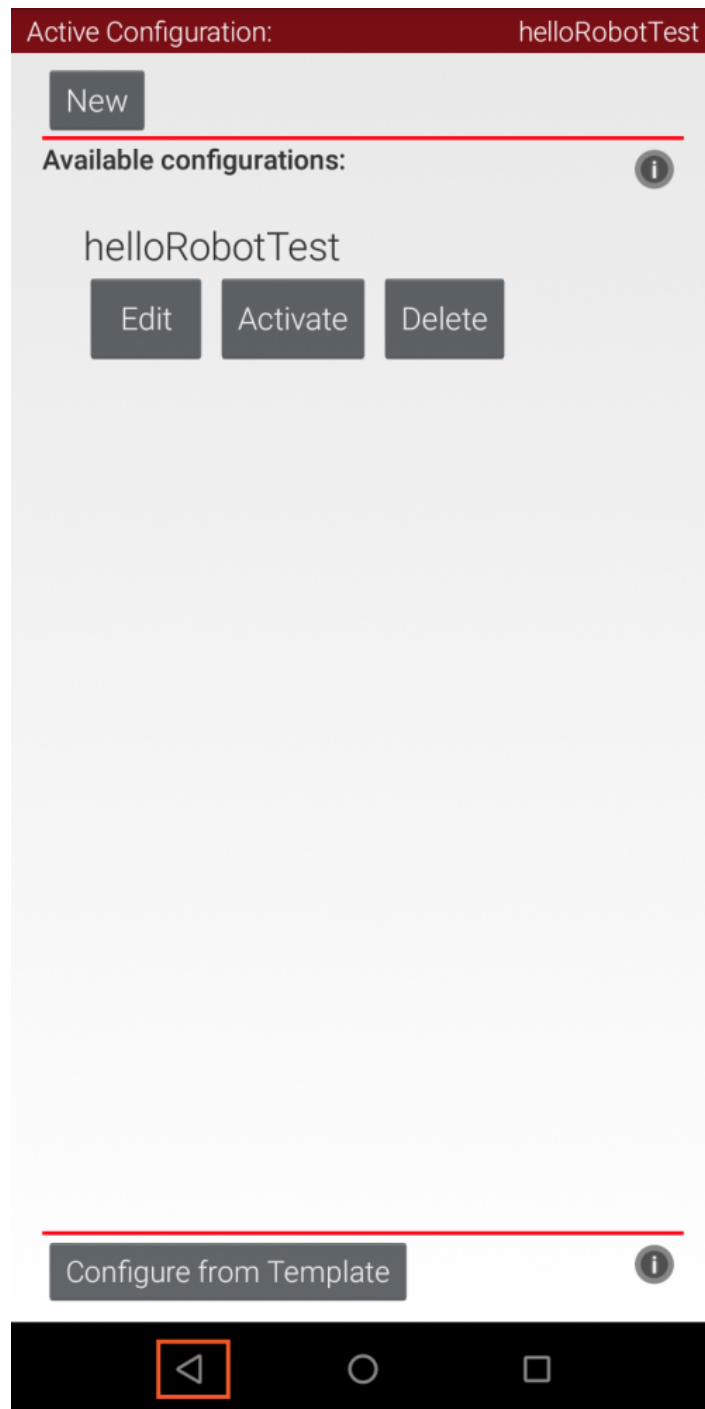 Active Configuration: helloRobotTest
New
Available configurations:
helloRobotTest
Edit Activate Delete
Configure from Template